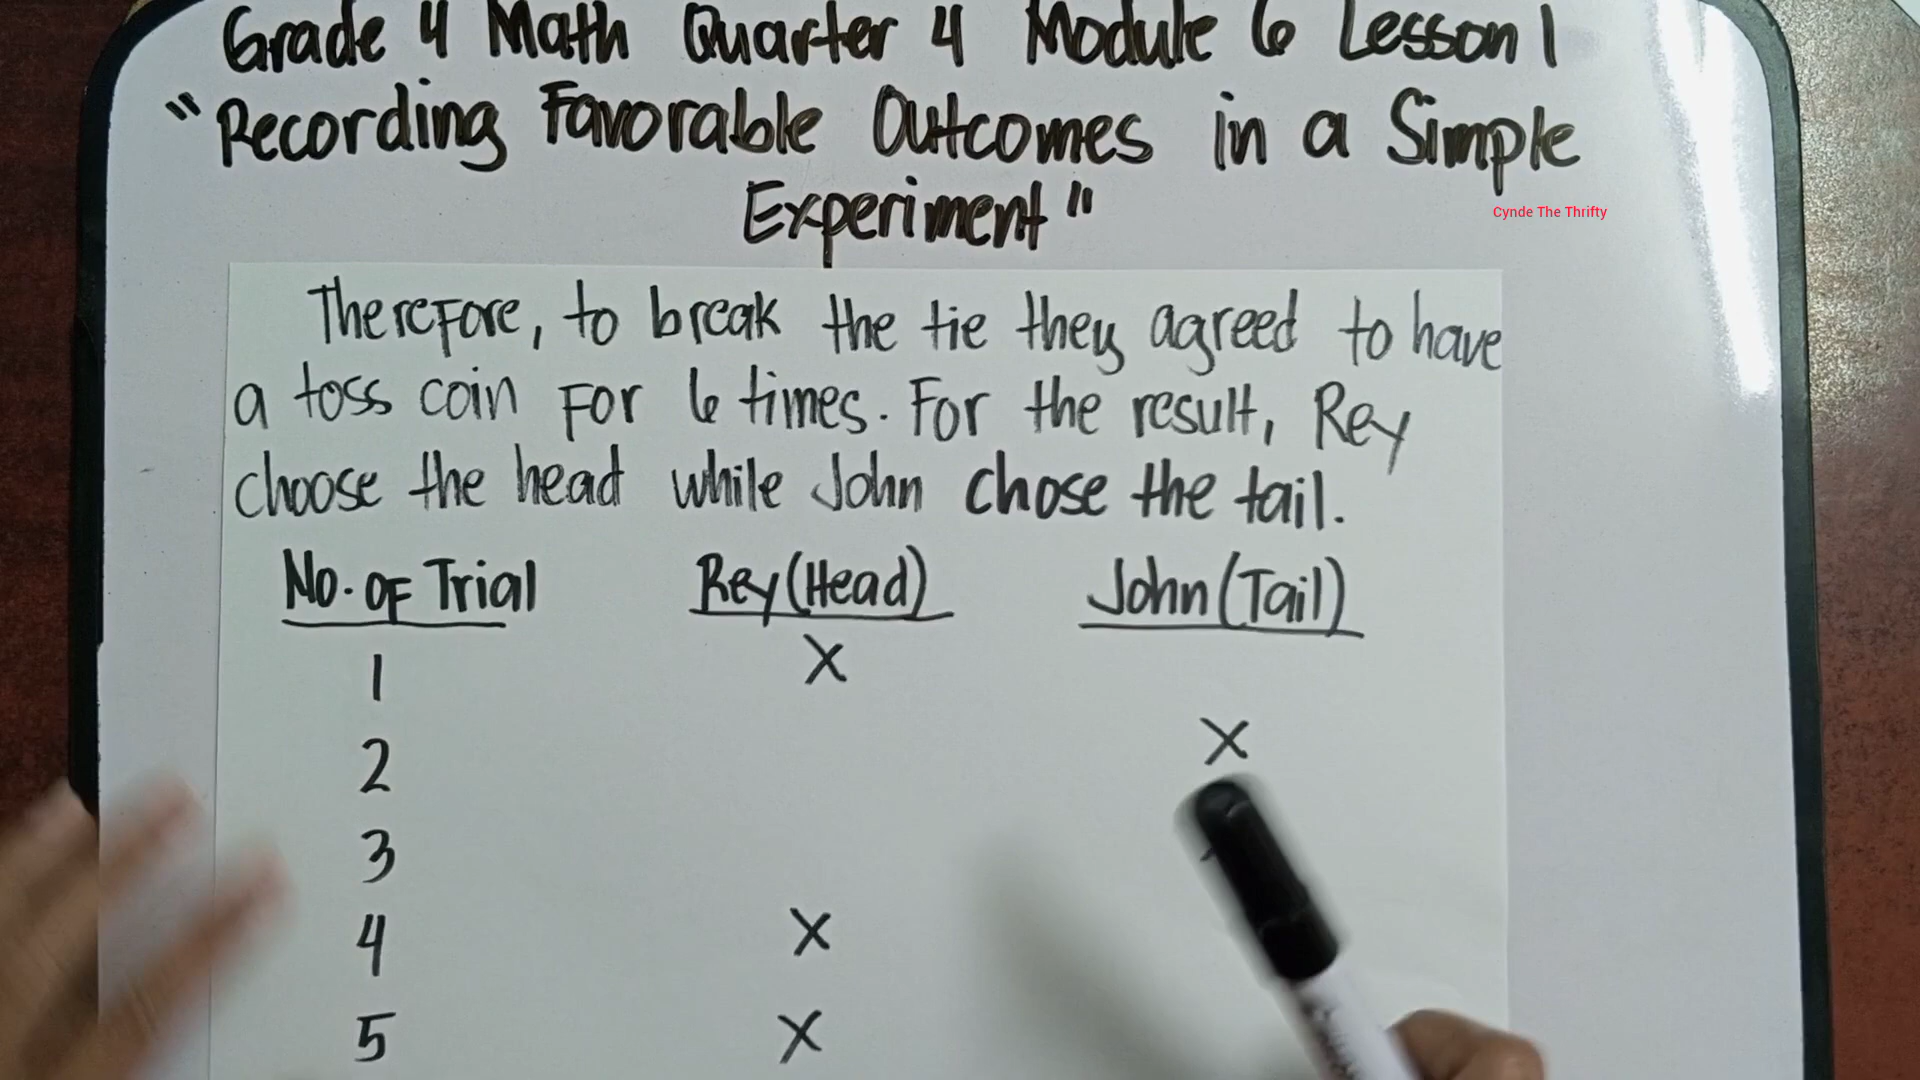 Grade 4 Math Quarter 4 Module 6 Lesson 1
"Recording Favorable Outcomes in a Simple
Experiment"
Cynde The Thrifty
Therefore, to break the tie they agreed to have
a toss coin for 6 times. For the result, Rey
choose the head while John chose the tail.
No. of Trial Rey (Head) John (Tail)
1 X
2 X
3
4 X
5 X